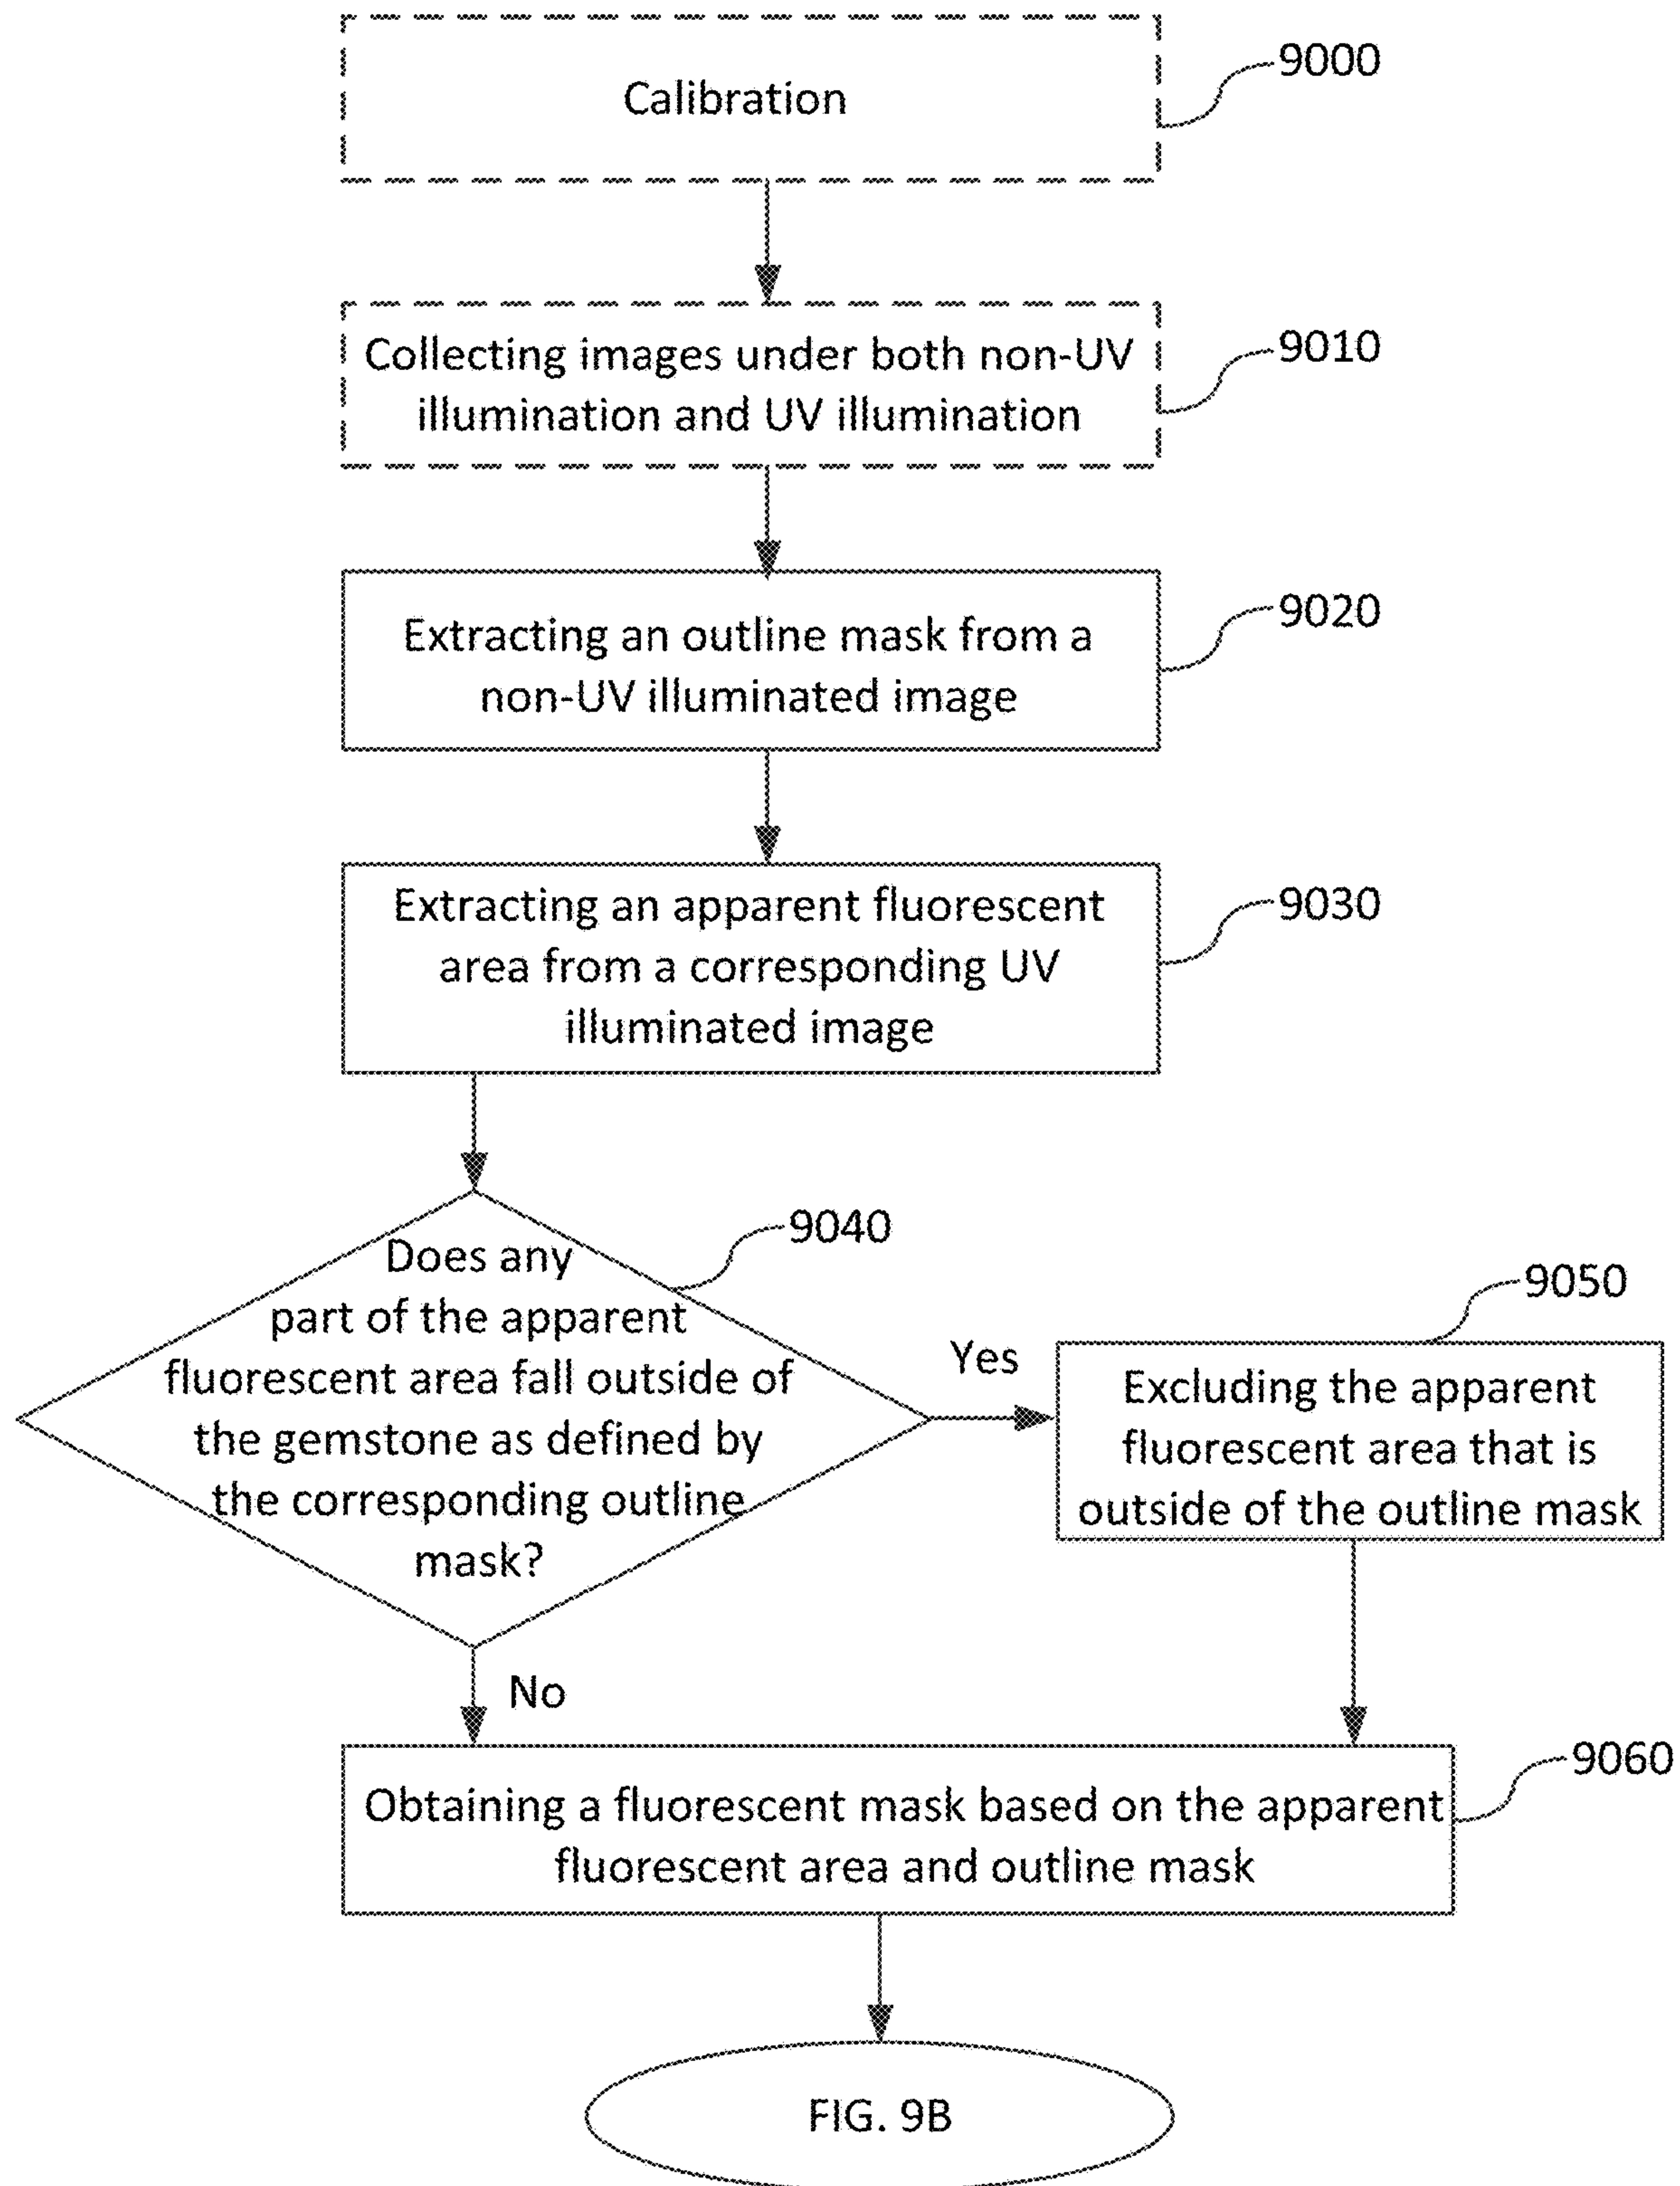 Calibration
9000
Collecting images under both non-UV
illumination and UV illumination
9010
Extracting an outline mask from a
non-UV illuminated image
9020
Extracting an apparent fluorescent
area from a corresponding UV
illuminated image
9030
Does any
part of the apparent
fluorescent area fall outside of
the gemstone as defined by
the corresponding outline
mask?
9040
Yes
9050
Excluding the apparent
fluorescent area that is
outside of the outline mask
No
Obtaining a fluorescent mask based on the apparent
fluorescent area and outline mask
9060
FIG. 9B